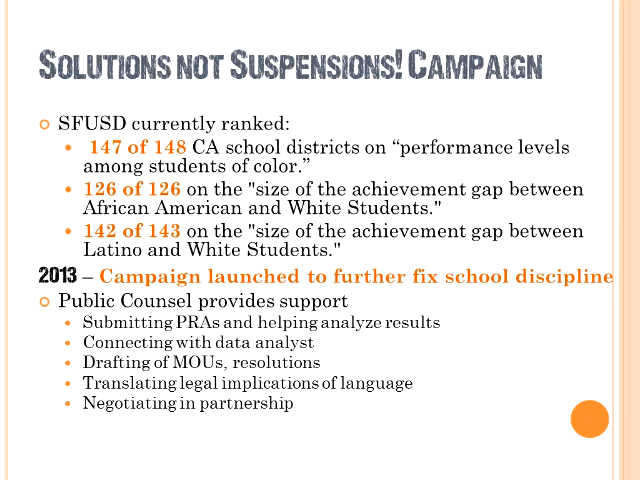 Solutions not Suspensions! Campaign
SFUSD currently ranked:
147 of 148 CA school districts on “performance levels
among students of color.”
126 of 126 on the "size of the achievement gap between
African American and White Students."
142 of 143 on the "size of the achievement gap between
Latino and White Students."
2013 – Campaign launched to further fix school discipline
Public Counsel provides support
Submitting PRAs and helping analyze results
Connecting with data analyst
Drafting of MOUs, resolutions
Translating legal implications of language
Negotiating in partnership